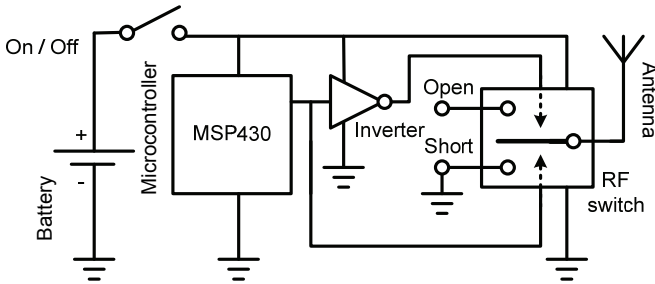 On / Off
Microcontroller
MSP430
Inverter
Open
Short
Antenna
RF
switch
+
-
Battery